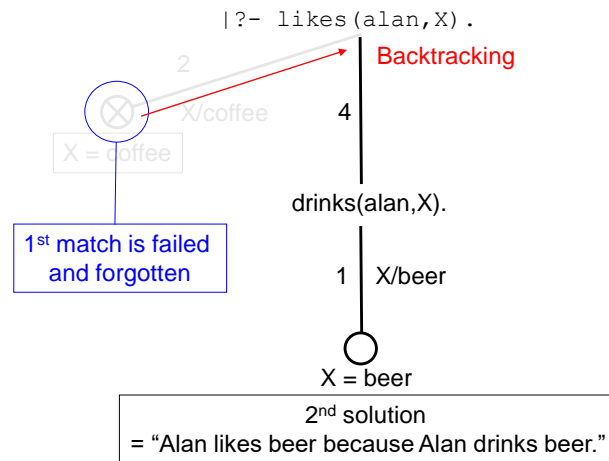 |?- likes(alan,X).
Backtracking
2
X/coffee
X = coffee
4
1st match is failed
and forgotten
drinks(alan,X).
1 X/beer
X = beer
2nd solution
= “Alan likes beer because Alan drinks beer.”